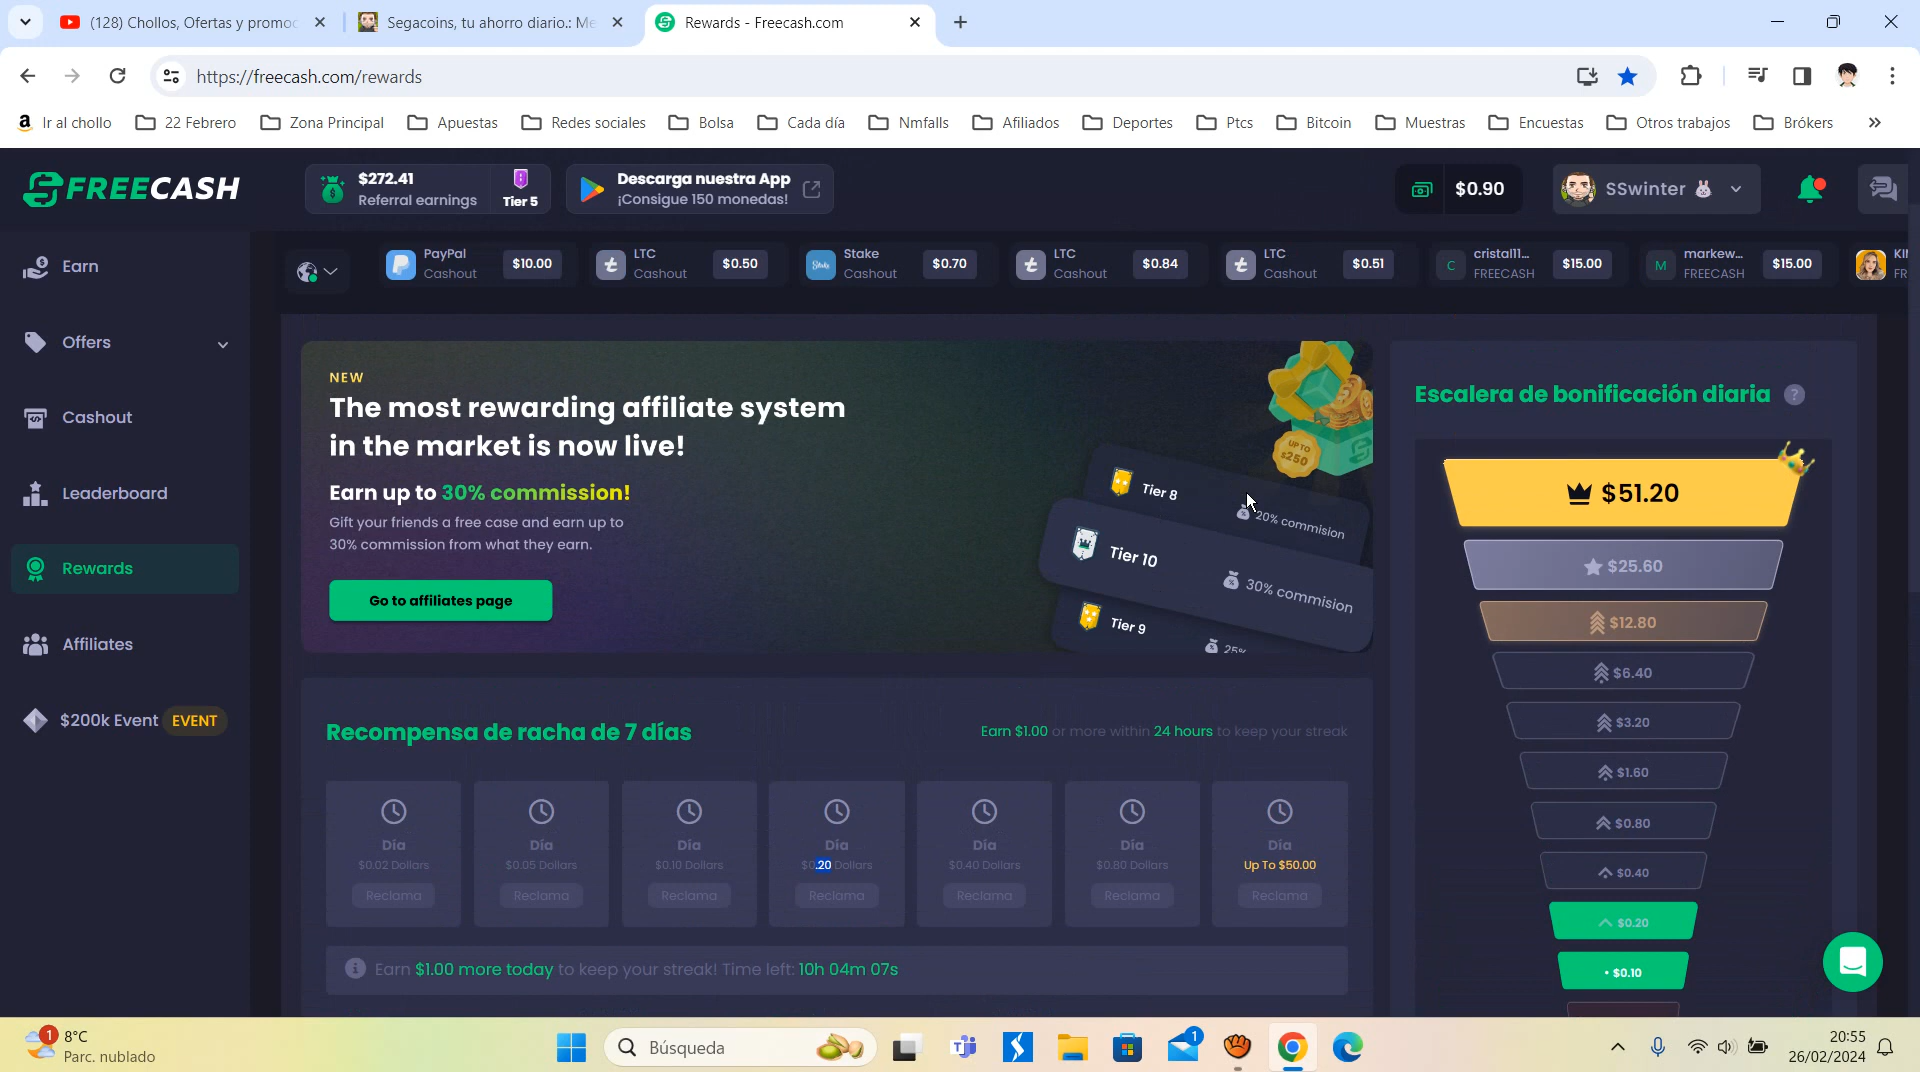 (128) Chollos, Ofertas y promoc
Segacoins, tu ahorro diario.: Me
Rewards - Freecash.com
https://freecash.com/rewards
Ir al chollo
22 Febrero
Zona Principal
Apuestas
Redes sociales
Bolsa
Cada día
Nmfalls
Afiliados
Deportes
Ptcs
Bitcoin
Muestras
Encuestas
Otros trabajos
Brókers
FREECASH
$272.41
Referral earnings
Tier 5
Descarga nuestra App
¡Consigue 150 monedas!
$0.90
SSwinter
Earn
Offers
Cashout
Leaderboard
Rewards
Affiliates
$200k Event EVENT
PayPal
Cashout
$10.00
LTC
Cashout
$0.50
Stake
Cashout
$0.70
LTC
Cashout
$0.84
LTC
Cashout
$0.51
C
cristal11...
FREECASH
$15.00
M
markew...
FREECASH
$15.00
KI
FR
NEW
The most rewarding affiliate system
in the market is now live!
Earn up to 30% commission!
Gift your friends a free case and earn up to
30% commission from what they earn.
Go to affiliates page
UP TO
$250
Tier 8
20% commision
Tier 10
30% commision
Tier 9
25%
Recompensa de racha de 7 días
Earn $1.00 or more within 24 hours to keep your streak
Día
$0.02 Dollars
Reclama
Día
$0.05 Dollars
Reclama
Día
$0.10 Dollars
Reclama
Día
$0.20 Dollars
Reclama
Día
$0.40 Dollars
Reclama
Día
$0.80 Dollars
Reclama
Día
Up To $50.00
Reclama
Earn $1.00 more today to keep your streak! Time left: 10h 04m 07s
Escalera de bonificación diaria ?
$51.20
$25.60
$12.80
$6.40
$3.20
$1.60
$0.80
$0.40
$0.20
$0.10
1
8°C
Parc. nublado
Búsqueda
1
20:55
26/02/2024